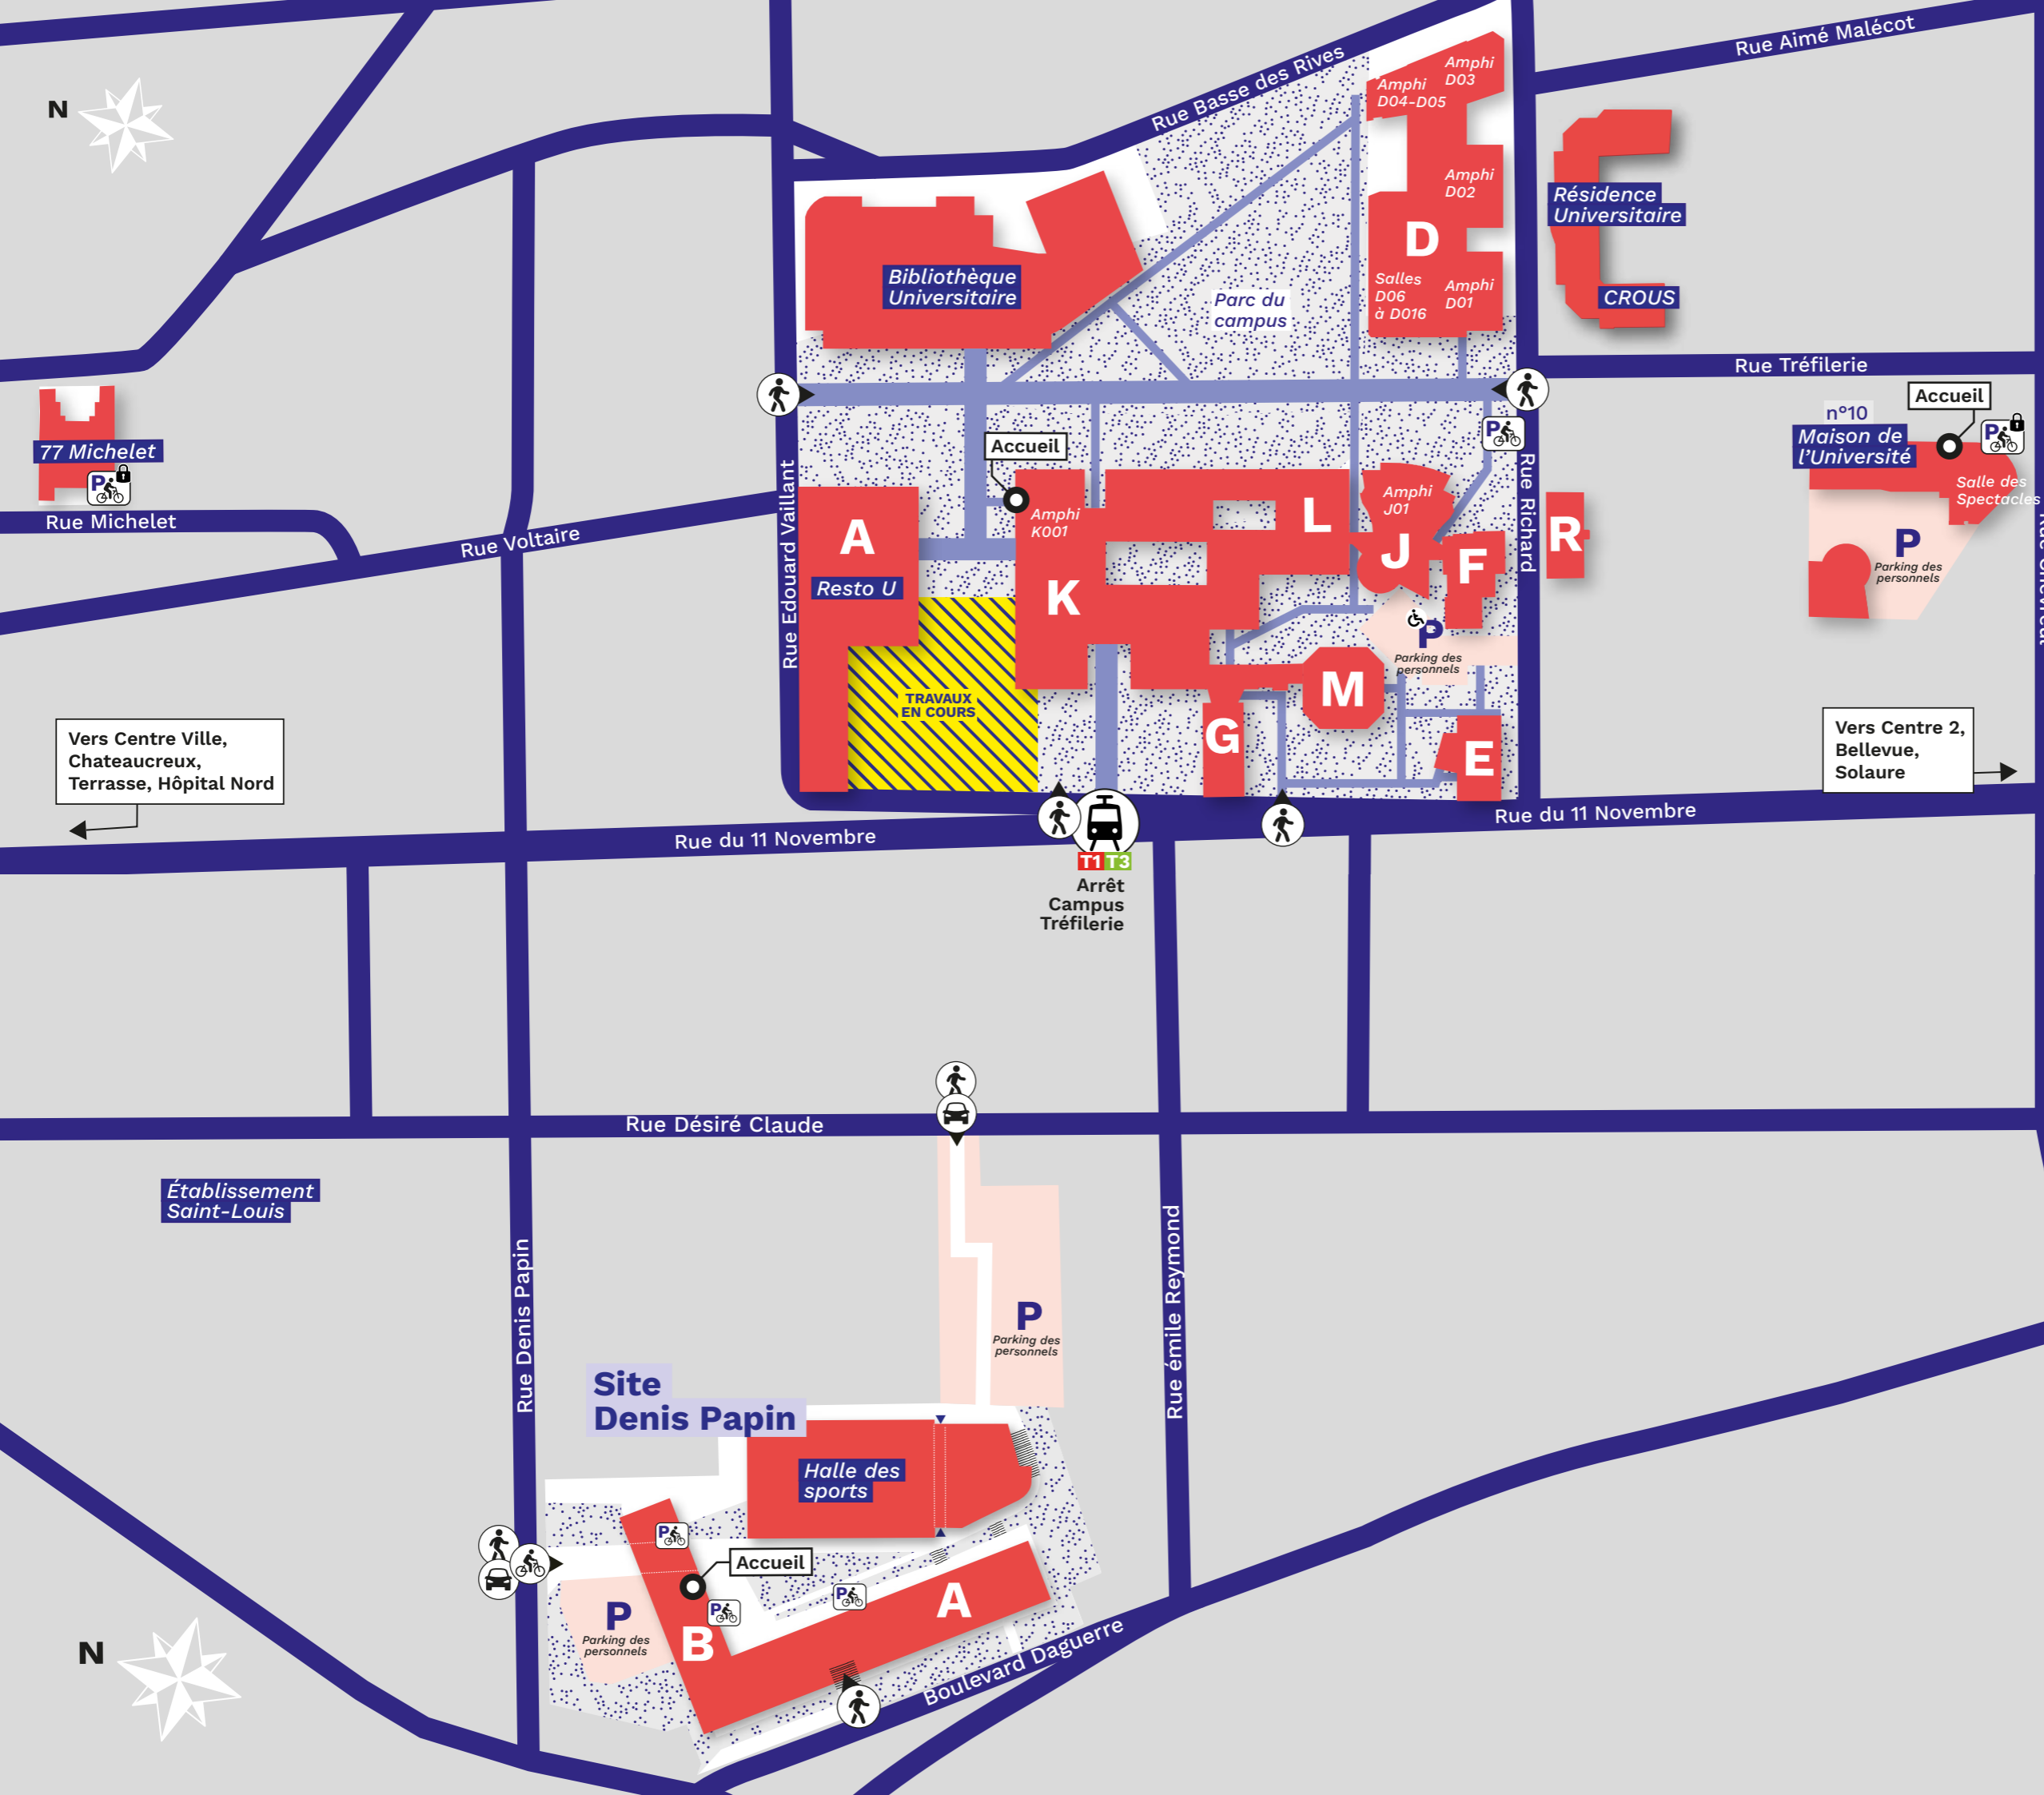 Rue Aimé Malécot
Rue Basse des Rives
N
Amphi
D03
Amphi
D04-D05
Amphi
D02
D
Salles
D06
à D016
Amphi
D01
Résidence
Universitaire
CROUS
Bibliothèque
Universitaire
Parc du
campus
Rue Tréfilerie
77 Michelet
P
Rue Michelet
Rue Voltaire
Rue Edouard Vaillant
Accueil
Amphi
K001
A
Resto U
K
L
Amphi
J01
J
F
P
Rue Richard
R
n°10
Maison de
l'Université
Accueil
P
Salle des
Spectacles
P
Parking des
personnels
P
Parking des
personnels
TRAVAUX
EN COURS
M
G
E
Vers Centre Ville,
Chateaucreux,
Terrasse, Hôpital Nord
Vers Centre 2,
Bellevue,
Solaure
Rue du 11 Novembre
Rue du 11 Novembre
T1 T3
Arrêt
Campus
Tréfilerie
Rue Désiré Claude
Établissement
Saint-Louis
Rue Denis Papin
Rue émile Reymond
P
Parking des
personnels
Site
Denis Papin
Halle des
sports
P
Accueil
P
P
A
B
P
Parking des
personnels
Boulevard Daguerre
N